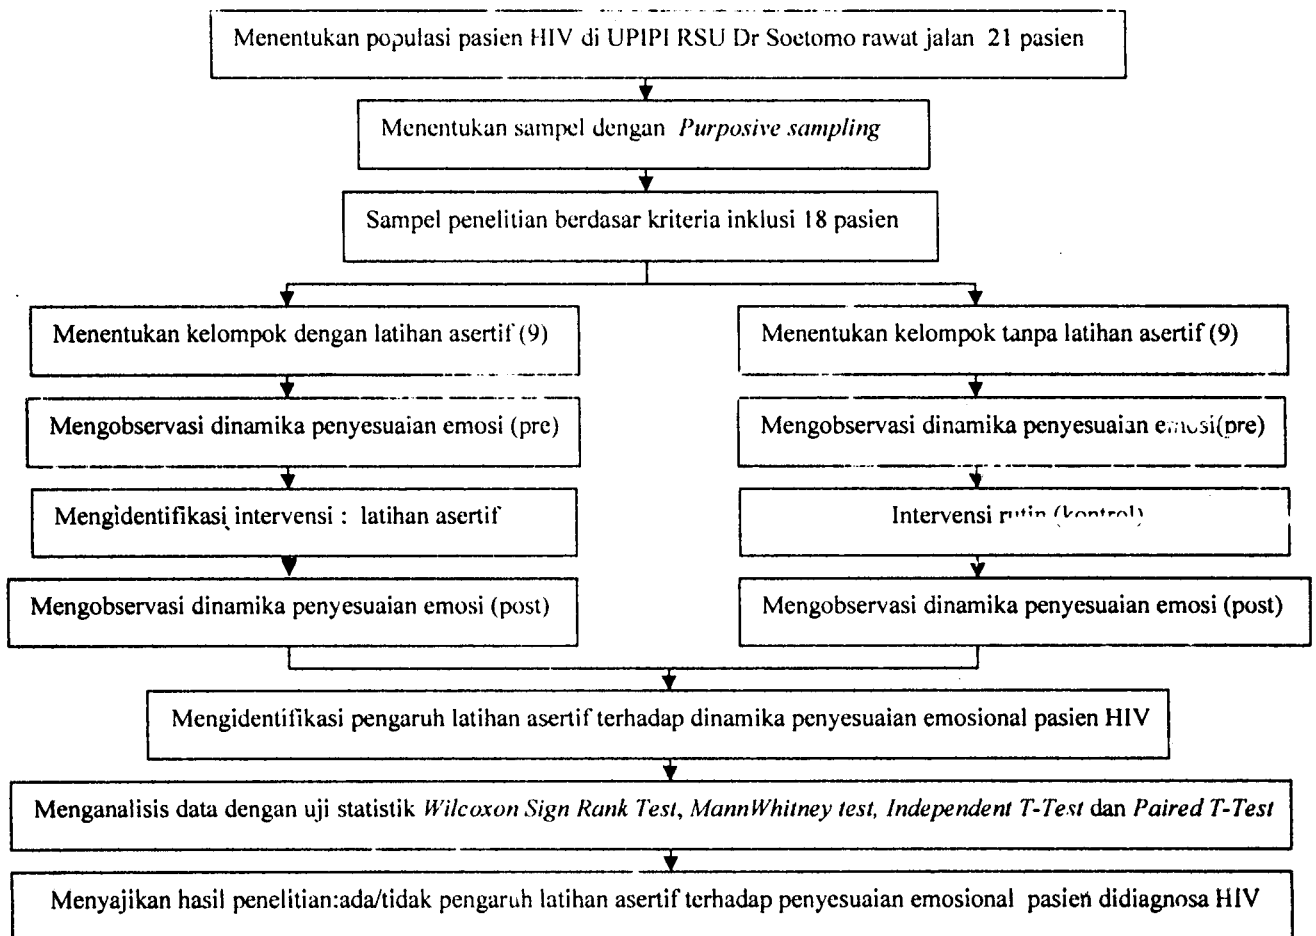 Menentukan populasi pasien HIV di UPIPI RSU Dr Soetomo rawat jalan 21 pasien
Menentukan sampel dengan Purposive sampling
Sampel penelitian berdasar kriteria inklusi 18 pasien
Menentukan kelompok dengan latihan asertif (9)
Mengobservasi dinamika penyesuaian emosi (pre)
Mengidentifikasi intervensi : latihan asertif
Mengobservasi dinamika penyesuaian emosi (post)
Menentukan kelompok tanpa latihan asertif (9)
Mengobservasi dinamika penyesuaian emosi(pre)
Intervensi rutin (kontrol)
Mengobservasi dinamika penyesuaian emosi (post)
Mengidentifikasi pengaruh latihan asertif terhadap dinamika penyesuaian emosional pasien HIV
Menganalisis data dengan uji statistik Wilcoxon Sign Rank Test, MannWhitney test, Independent T-Test dan Paired T-Test
Menyajikan hasil penelitian:ada/tidak pengaruh latihan asertif terhadap penyesuaian emosional pasien didiagnosa HIV